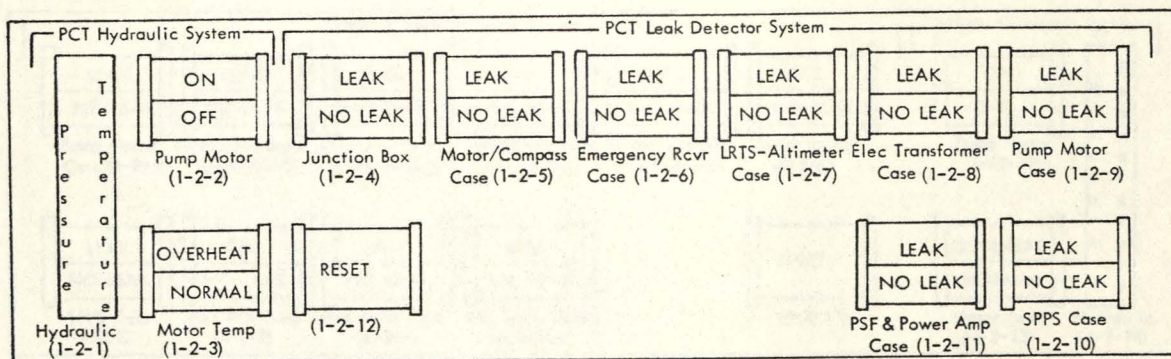 PCT Hydraulic System
PCT Leak Detector System
Pressure
Temperature
Hydraulic
(1-2-1)
ON
OFF
Pump Motor
(1-2-2)
LEAK
NO LEAK
Junction Box
(1-2-4)
LEAK
NO LEAK
Motor/Compass
Case (1-2-5)
LEAK
NO LEAK
Emergency Rcvr
Case (1-2-6)
LEAK
NO LEAK
LRTS-Altimeter
Case (1-2-7)
LEAK
NO LEAK
Elec Transformer
Case (1-2-8)
LEAK
NO LEAK
Pump Motor
Case (1-2-9)
OVERHEAT
NORMAL
Motor Temp
(1-2-3)
RESET
(1-2-12)
LEAK
NO LEAK
PSF & Power Amp
Case (1-2-11)
LEAK
NO LEAK
SPPS Case
(1-2-10)